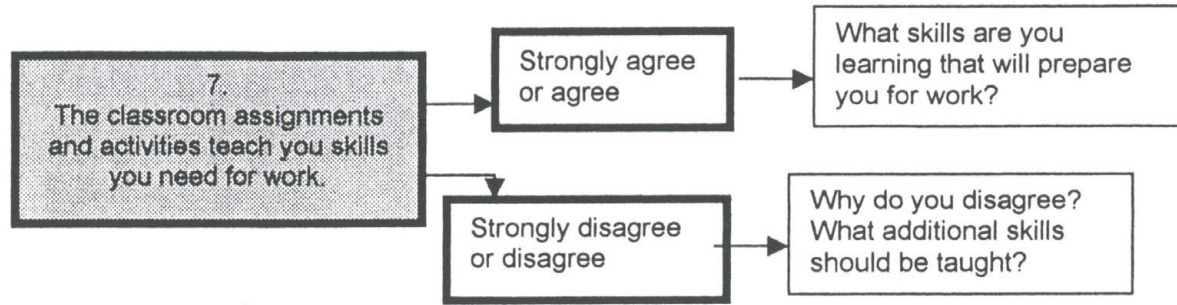 7.
The classroom assignments
and activities teach you skills
you need for work.
Strongly agree
or agree
What skills are you
learning that will prepare
you for work?
Strongly disagree
or disagree
Why do you disagree?
What additional skills
should be taught?